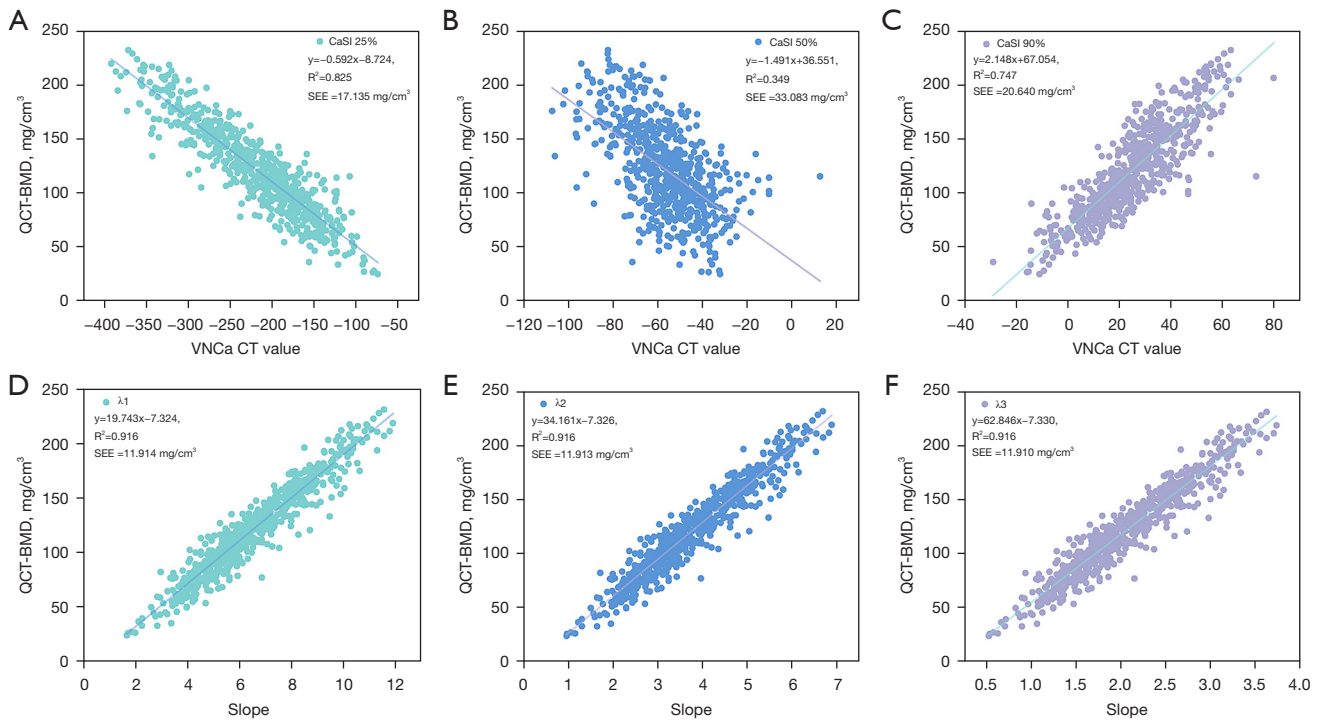 A
250
200
150
100
50
0
QCT-BMD, mg/cm³
CaSI 25%
y=−0.592x−8.724,
R²=0.825
SEE =17.135 mg/cm³
−400 −350 −300 −250 −200 −150 −100 −50
VNCa CT value
B
250
200
150
100
50
0
QCT-BMD, mg/cm³
CaSI 50%
y=−1.491x+36.551,
R²=0.349
SEE =33.083 mg/cm³
−120 −100 −80 −60 −40 −20 0 20
VNCa CT value
C
250
200
150
100
50
0
QCT-BMD, mg/cm³
CaSI 90%
y=2.148x+67.054,
R²=0.747
SEE =20.640 mg/cm³
−40 −20 0 20 40 60 80
VNCa CT value
D
250
200
150
100
50
0
QCT-BMD, mg/cm³
λ1
y=19.743x−7.324,
R²=0.916
SEE =11.914 mg/cm³
0 2 4 6 8 10 12
Slope
E
250
200
150
100
50
0
QCT-BMD, mg/cm³
λ2
y=34.161x−7.326,
R²=0.916
SEE =11.913 mg/cm³
0 1 2 3 4 5 6 7
Slope
F
250
200
150
100
50
0
QCT-BMD, mg/cm³
λ3
y=62.846x−7.330,
R²=0.916
SEE =11.910 mg/cm³
0.5 1.0 1.5 2.0 2.5 3.0 3.5 4.0
Slope